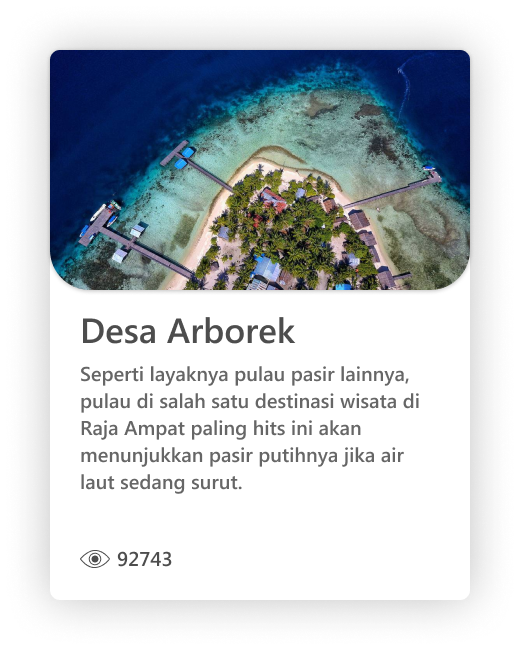 Desa Arborek
Seperti layaknya pulau pasir lainnya,
pulau di salah satu destinasi wisata di
Raja Ampat paling hits ini akan
menunjukkan pasir putihnya jika air
laut sedang surut.
92743